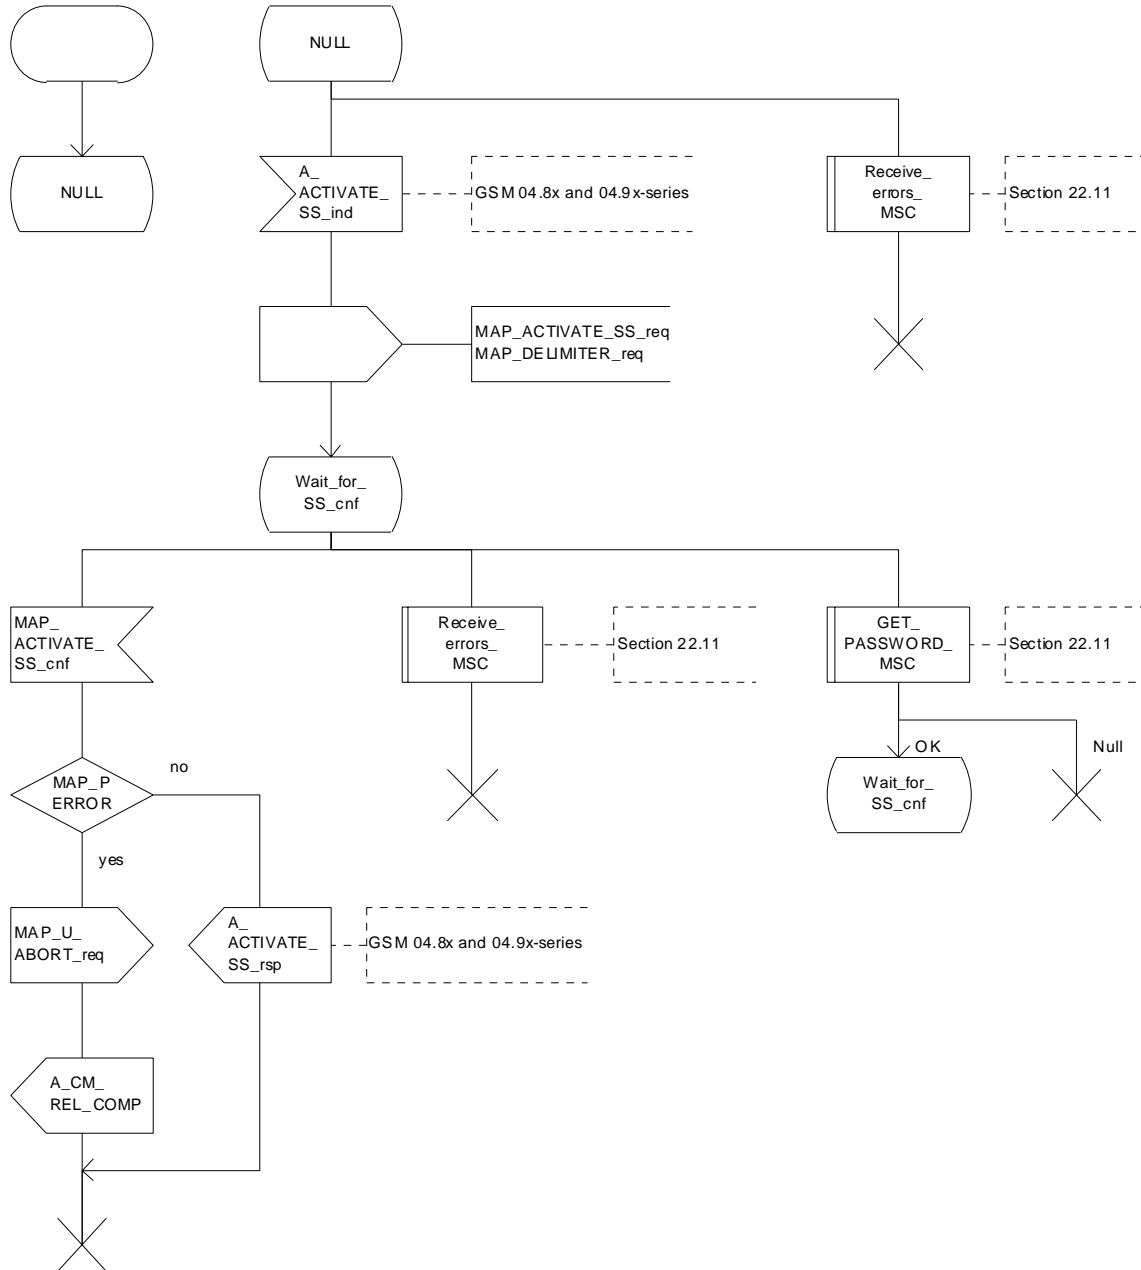 NULL
NULL
A_
ACTIVATE_
SS_ind
GSM 04.8x and 04.9x-series
Receive_
errors_
MSC
Section 22.11
MAP_ACTIVATE_SS_req
MAP_DELIMITER_req
Wait_for_
SS_cnf
MAP_
ACTIVATE_
SS_cnf
Receive_
errors_
MSC
Section 22.11
GET_
PASSWORD_
MSC
Section 22.11
MAP_P
ERROR
no
yes
OK
Null
Wait_for_
SS_cnf
MAP_U_
ABORT_req
A_
ACTIVATE_
SS_rsp
GSM 04.8x and 04.9x-series
A_CM_
REL_COMP